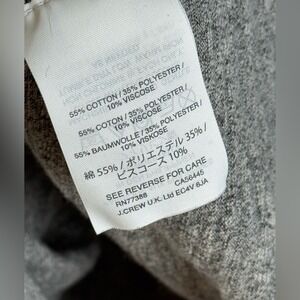 55% COTTON / 35% POLYESTER /
10% VISCOSE
55% COTON / 35% POLYESTER /
10% VISCOSE
55% BAUMWOLLE / 35% POLYESTER /
10% VISKOSE
綿 55% / ポリエステル 35% /
ビスコース 10%
SEE REVERSE FOR CARE
RN77388 CA56445
J.CREW U.K. Ltd EC4V 6JA